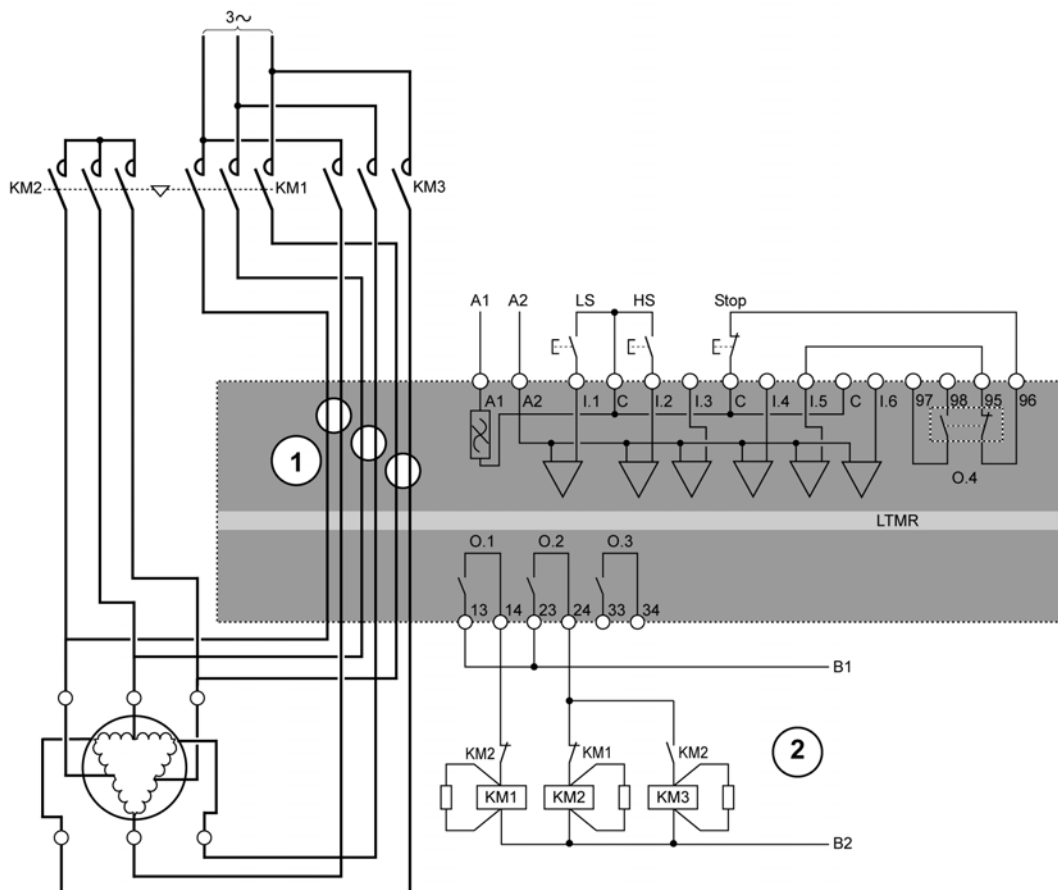 3∼
KM2
KM1
KM3
A1
A2
LS
HS
Stop
A1
A2
I.1
C
I.2
I.3
C
I.4
I.5
C
I.6
97
98
95
96
O.4
1
LTMR
O.1
O.2
O.3
13
14
23
24
33
34
B1
KM2
KM1
KM2
2
KM1
KM2
KM3
B2